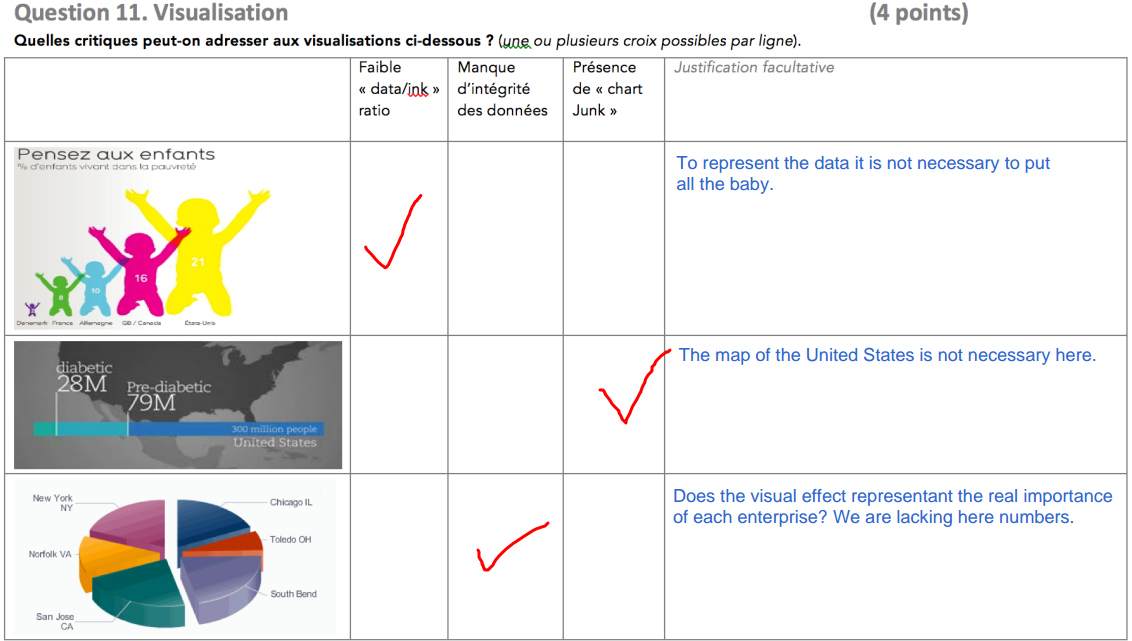 Question 11. Visualisation (4 points)
Quelles critiques peut-on adresser aux visualisations ci-dessous ? (une ou plusieurs croix possibles par ligne).
Faible
« data/ink »
ratio
Manque
d'intégrité
des données
Présence
de « chart
Junk »
Justification facultative
Pensez aux enfants
% d'enfants vivant dans la pauvreté
8
10
16
21
Danemark France Allemagne GB / Canada États-Unis
To represent the data it is not necessary to put
all the baby.
diabetic
28M
Pre-diabetic
79M
300 million people
United States
The map of the United States is not necessary here.
New York
NY
Chicago IL
Norfolk VA
Toledo OH
San Jose
CA
South Bend
Does the visual effect representant the real importance
of each enterprise? We are lacking here numbers.